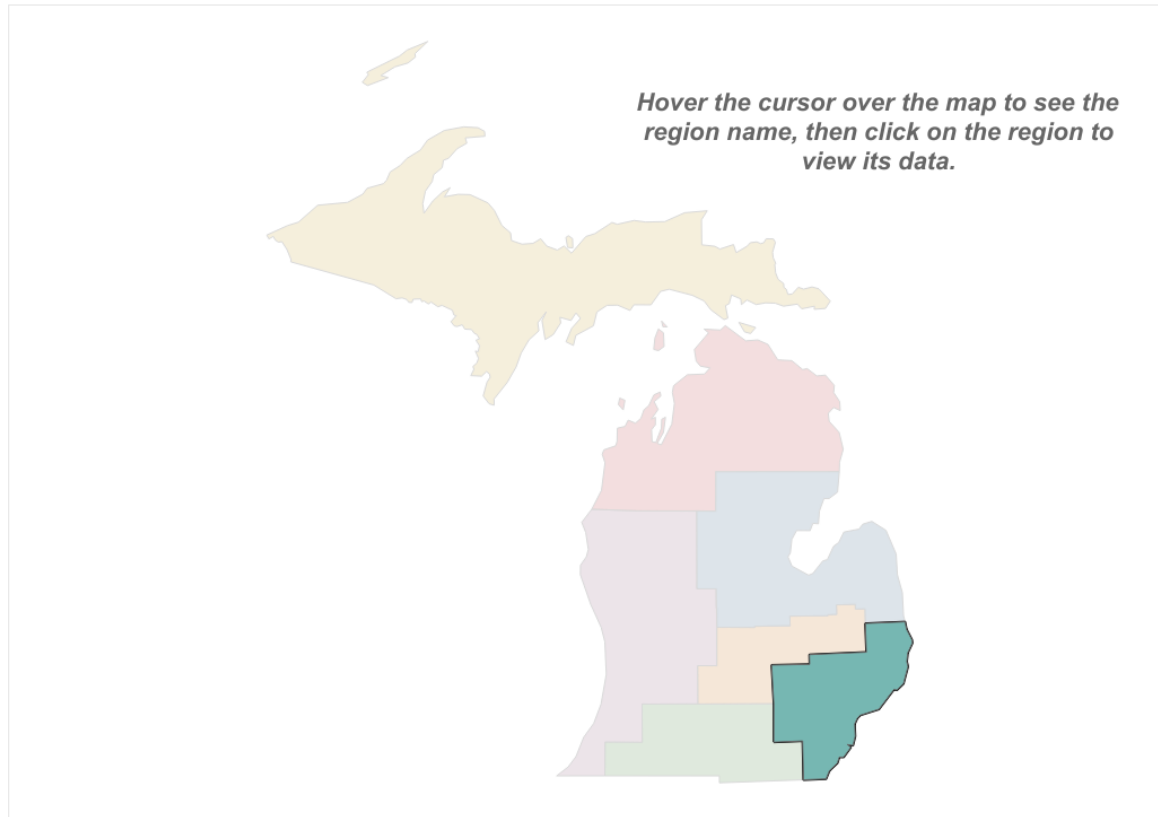 Hover the cursor over the map to see the
region name, then click on the region to
view its data.